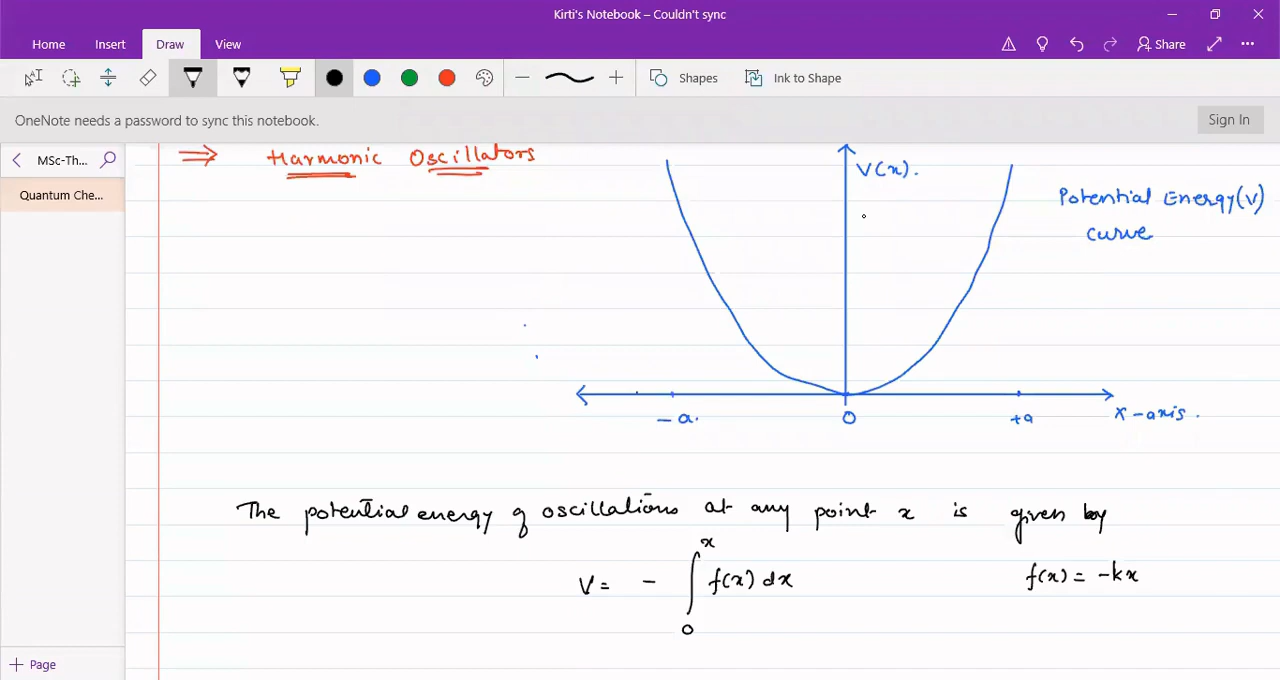 Kirti's Notebook – Couldn't sync
Home Insert Draw View
Share
Shapes Ink to Shape
OneNote needs a password to sync this notebook.
Sign In
MSc-Th...
Quantum Che...
⇒ Harmonic Oscillators
V(x).
Potential Energy(V)
curve
-a. 0 +a X-axis.
The potential energy of oscillations at any point x is given by
V = - ∫₀ˣ f(x) dx f(x) = -kx
+ Page